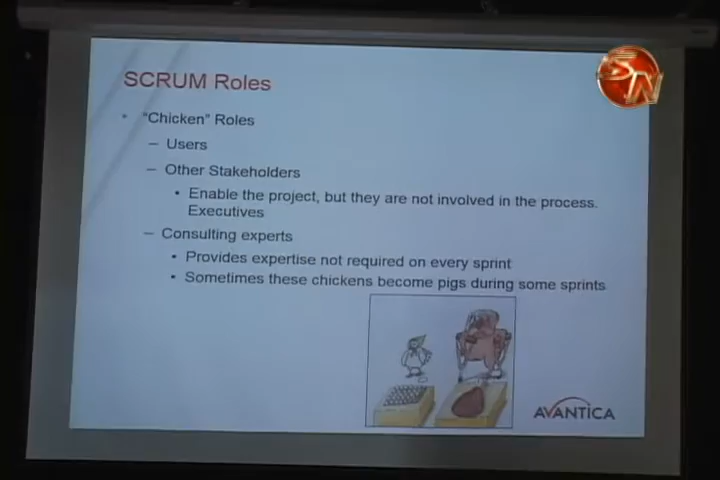 SCRUM Roles
SN
• "Chicken" Roles
– Users
– Other Stakeholders
• Enable the project, but they are not involved in the process.
Executives
– Consulting experts
• Provides expertise not required on every sprint
• Sometimes these chickens become pigs during some sprints
AVANTICA